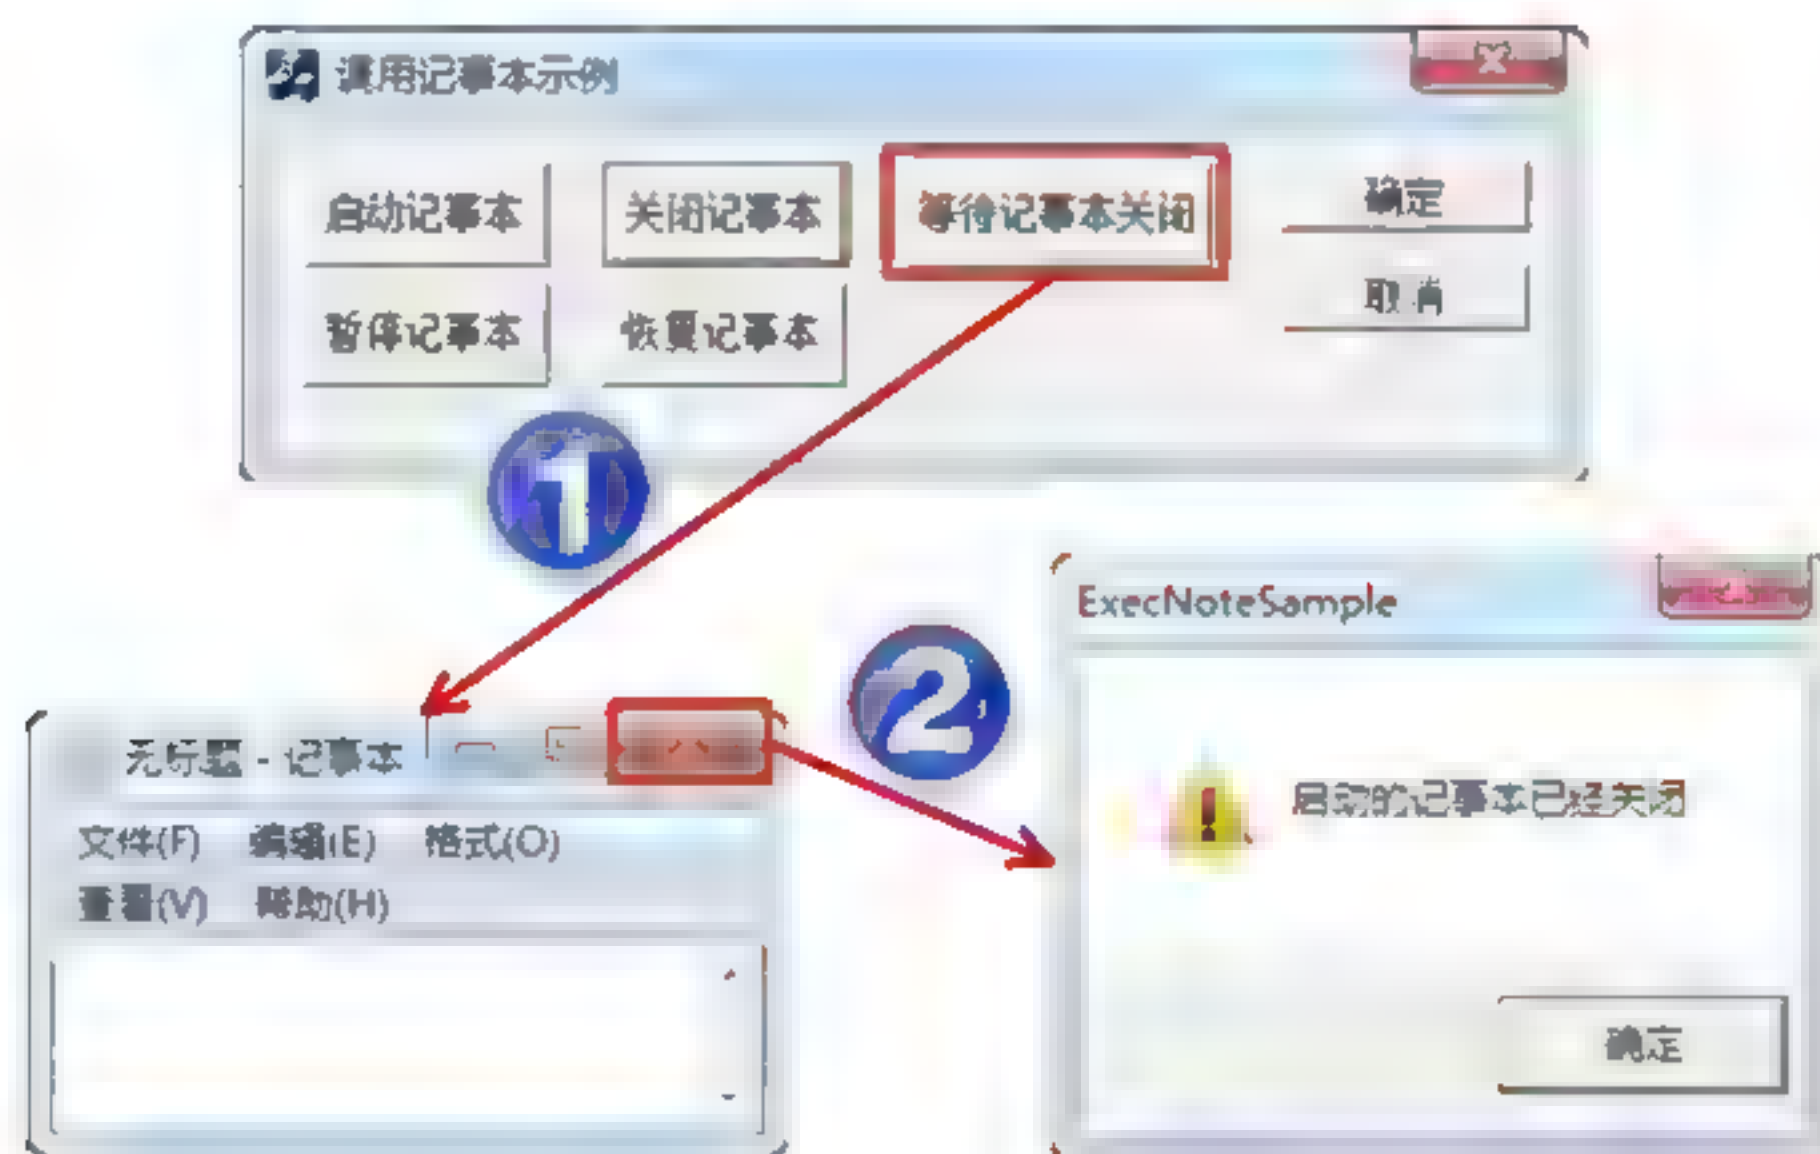 调用记事本示例
启动记事本 关闭记事本 等待记事本关闭 确定
取消
暂停记事本 恢复记事本
1
ExecNoteSample
2
无标题 - 记事本
启动的记事本已经关闭
文件(F) 编辑(E) 格式(O)
查看(V) 帮助(H)
确定